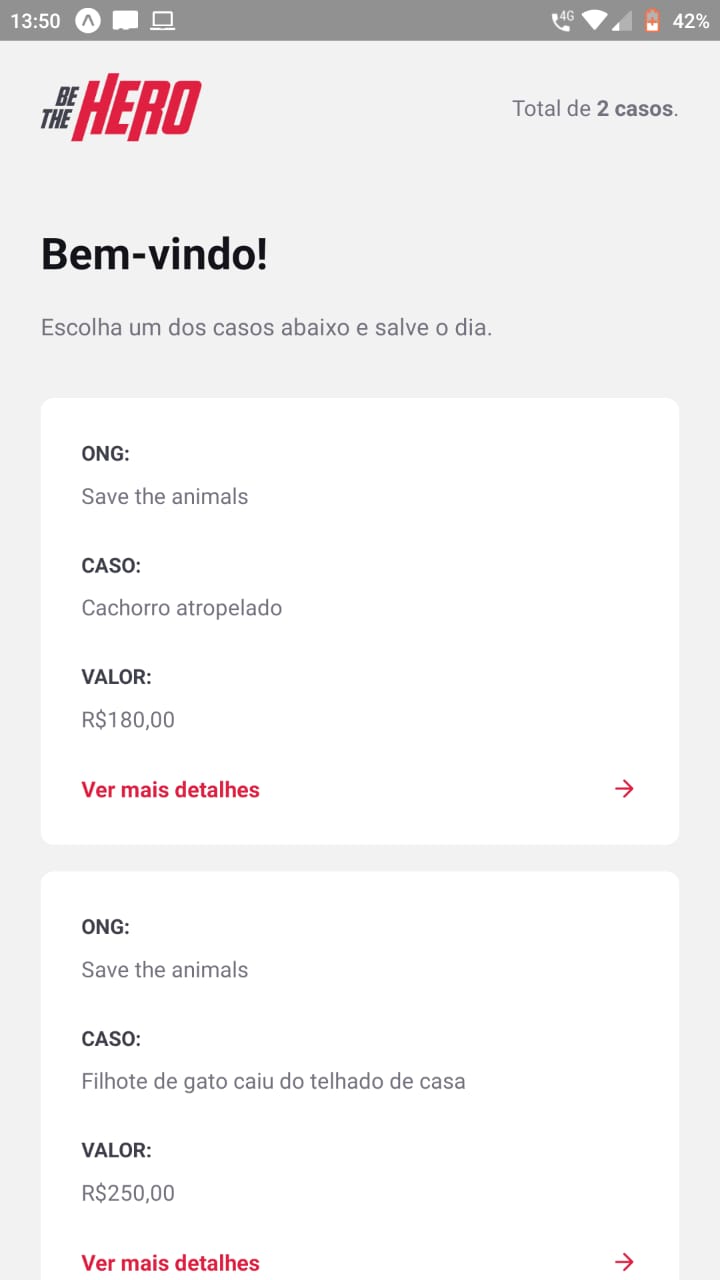 13:50
4G
42%
BE THE HERO
Total de 2 casos.
Bem-vindo!
Escolha um dos casos abaixo e salve o dia.
ONG:
Save the animals
CASO:
Cachorro atropelado
VALOR:
R$180,00
Ver mais detalhes
ONG:
Save the animals
CASO:
Filhote de gato caiu do telhado de casa
VALOR:
R$250,00
Ver mais detalhes